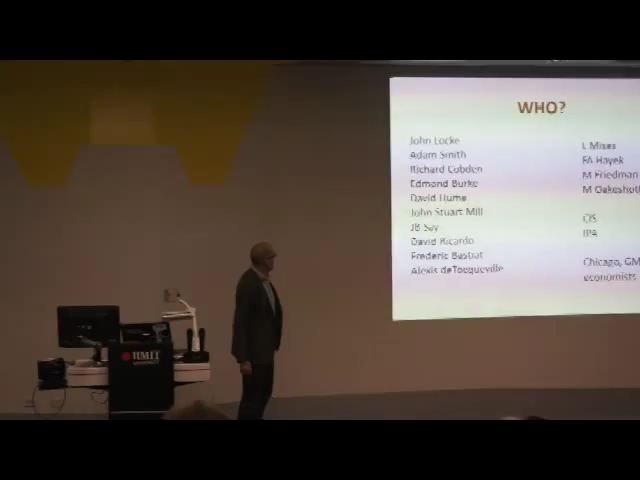 WHO?
John Locke
Adam Smith
Richard Cobden
Edmond Burke
David Hume
John Stuart Mill
JB Say
David Ricardo
Frederic Bastiat
Alexis deTocqueville
L Mises
FA Hayek
M Friedman
M Oakeshott
CIS
IPA
Chicago, GM
economists
RMIT
UNIVERSITY